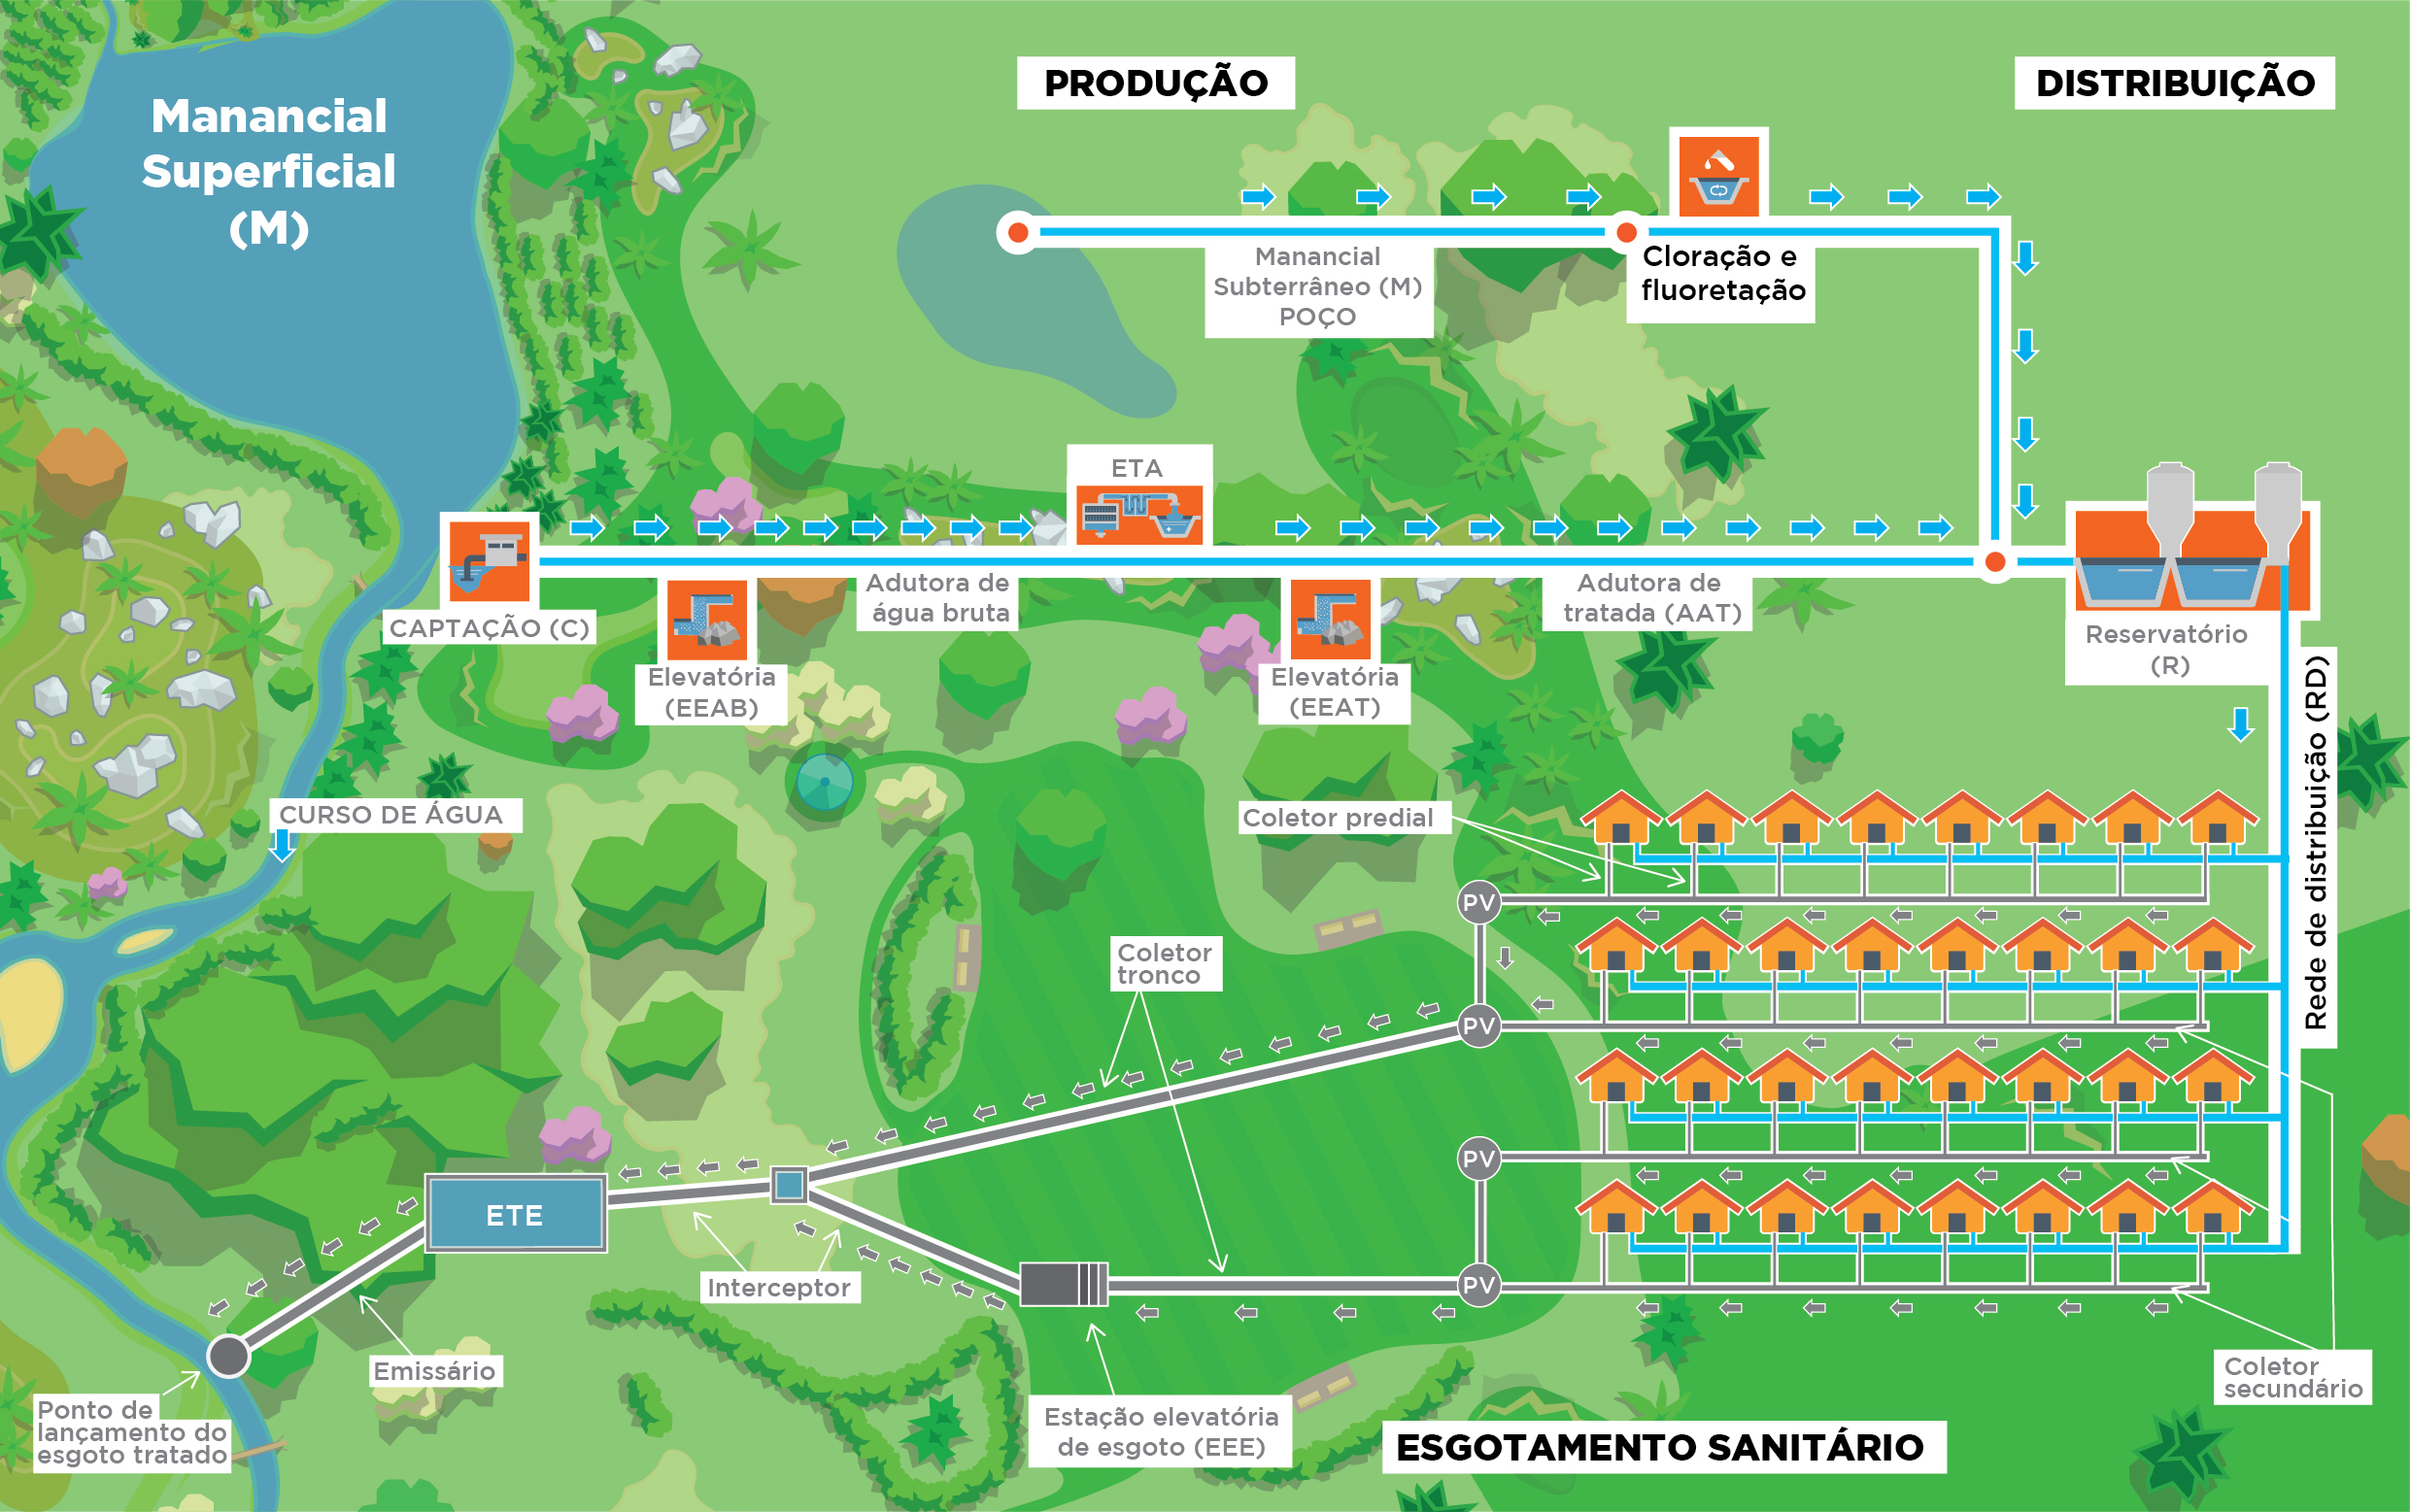 PRODUÇÃO
DISTRIBUIÇÃO
Manancial
Superficial
(M)
Manancial
Subterrâneo (M)
POÇO
Cloração e
fluoretação
ETA
CAPTAÇÃO (C)
Adutora de
água bruta
Adutora de
tratada (AAT)
Elevatória
(EEAB)
Elevatória
(EEAT)
Reservatório
(R)
Rede de distribuição (RD)
CURSO DE ÁGUA
Coletor predial
PV
Coletor
tronco
PV
PV
ETE
Interceptor
PV
Emissário
Ponto de
lançamento do
esgoto tratado
Estação elevatória
de esgoto (EEE)
Coletor
secundário
ESGOTAMENTO SANITÁRIO